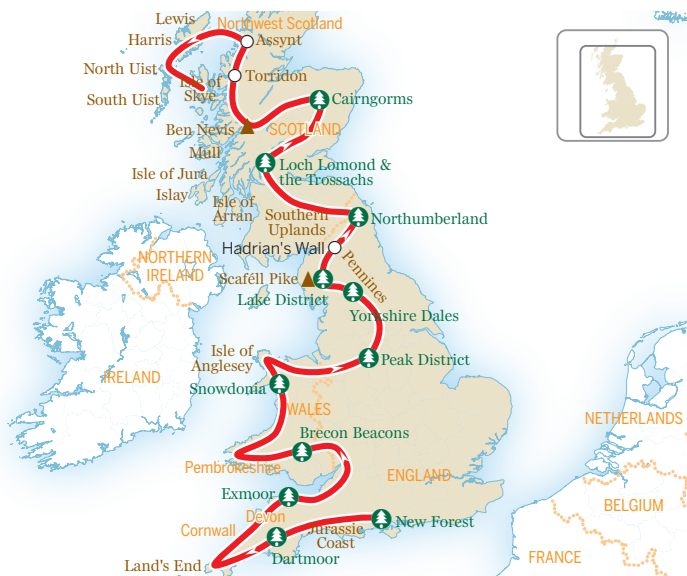 Lewis
Northwest Scotland
Harris
Assynt
North Uist
Torridon
Isle of
Skye
South Uist
Cairngorms
Ben Nevis
SCOTLAND
Mull
Loch Lomond &
the Trossachs
Isle of Jura
Islay
Isle of
Arran
Southern
Uplands
Northumberland
Hadrian's Wall
NORTHERN
IRELAND
Pennines
Scaféll Pike
Lake District
Yorkshire Dales
Isle of
Anglesey
Peak District
IRELAND
Snowdonia
WALES
NETHERLANDS
Brecon Beacons
Pembrokeshire
ENGLAND
Exmoor
BELGIUM
Devon
Cornwall
New Forest
Jurassic
Coast
Dartmoor
FRANCE
Land's End